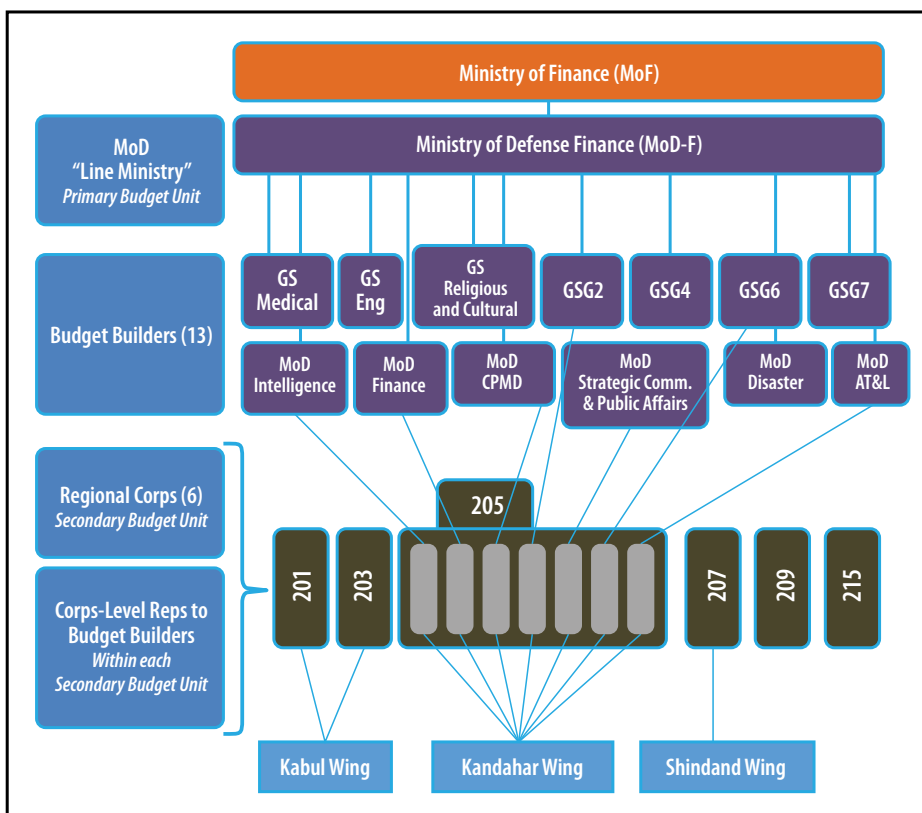 Ministry of Finance (MoF)
MoD
“Line Ministry”
Primary Budget Unit
Ministry of Defense Finance (MoD-F)
Budget Builders (13)
GS
Medical
GS
Eng
GS
Religious
and Cultural
GSG2
GSG4
GSG6
GSG7
MoD
Intelligence
MoD
Finance
MoD
CPMD
MoD
Strategic Comm.
& Public Affairs
MoD
Disaster
MoD
AT&L
Regional Corps (6)
Secondary Budget Unit
Corps-Level Reps to
Budget Builders
Within each
Secondary Budget Unit
201
203
205
207
209
215
Kabul Wing
Kandahar Wing
Shindand Wing